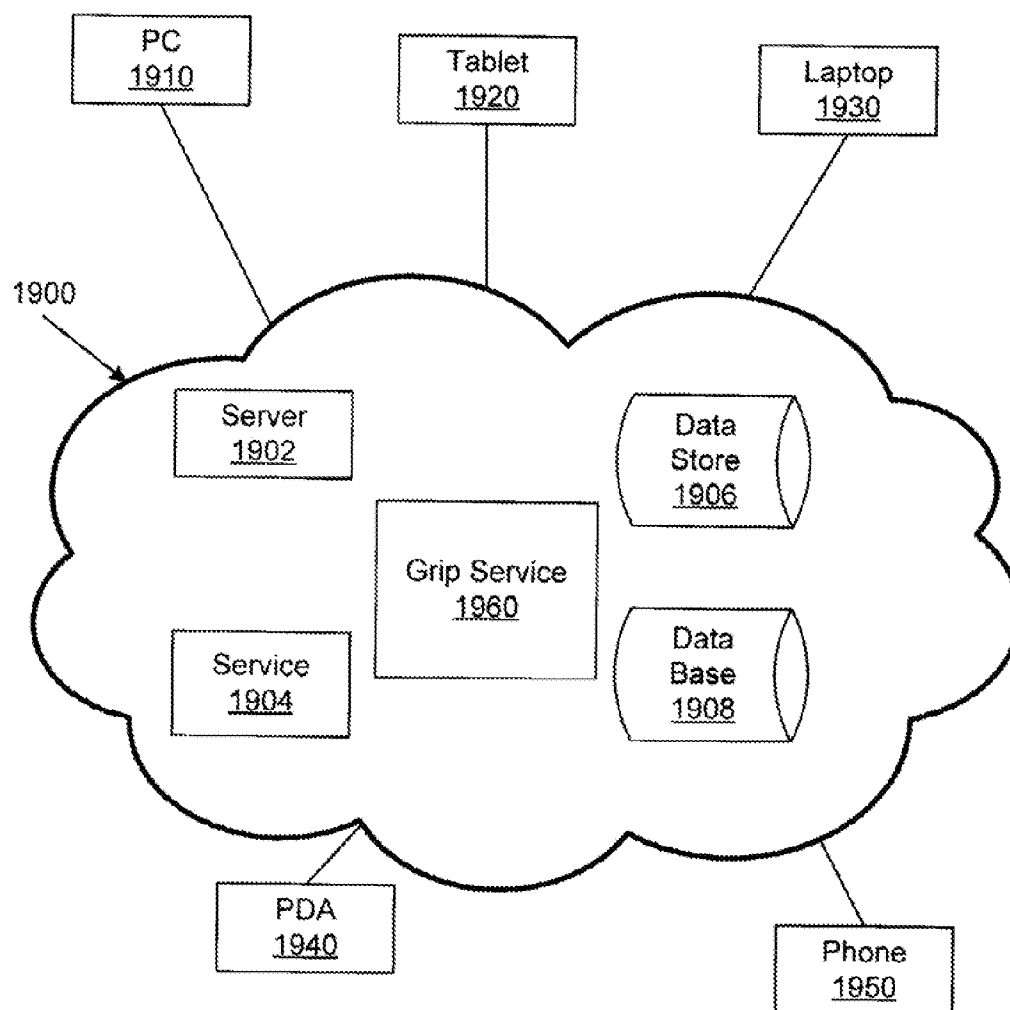 PC
1910
Tablet
1920
Laptop
1930
1900
Server
1902
Data
Store
1906
Grip Service
1960
Service
1904
Data
Base
1908
PDA
1940
Phone
1950